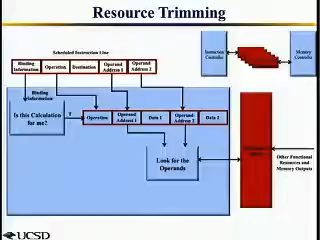 Resource Trimming
Scheduled Instruction Line
Binding
Information
Operation
Destination
Operand
Address 1
Operand
Address 2
Instruction
Controller
Memory
Controller
Binding
Information
Is this Calculation
for me?
Operation
Operand
Address 1
Data 1
Operand
Address 2
Data 2
Look for the
Operands
Other Functional
Resources and
Memory Outputs
UCSD